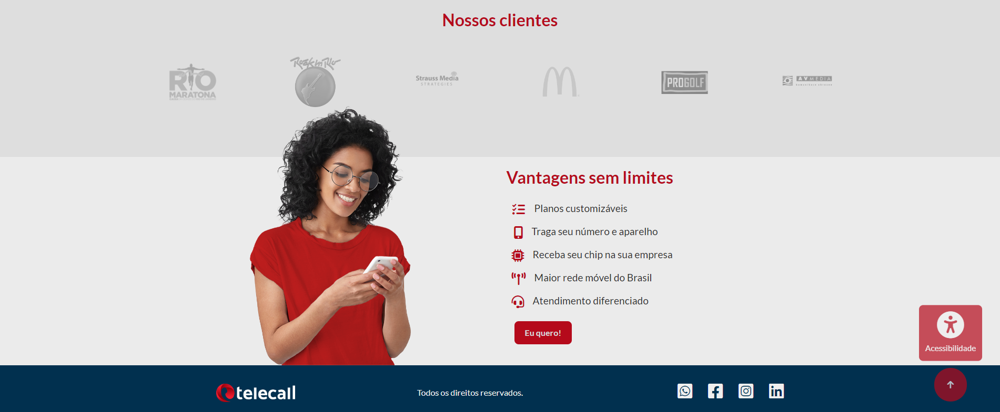 Nossos clientes
RIO
MARATONA
Rock in Rio
Strauss Media
STRATEGIES
PROGOLF
AV MEDIA
Vantagens sem limites
Planos customizáveis
Traga seu número e aparelho
Receba seu chip na sua empresa
Maior rede móvel do Brasil
Atendimento diferenciado
Eu quero!
Acessibilidade
telecall
Todos os direitos reservados.
in